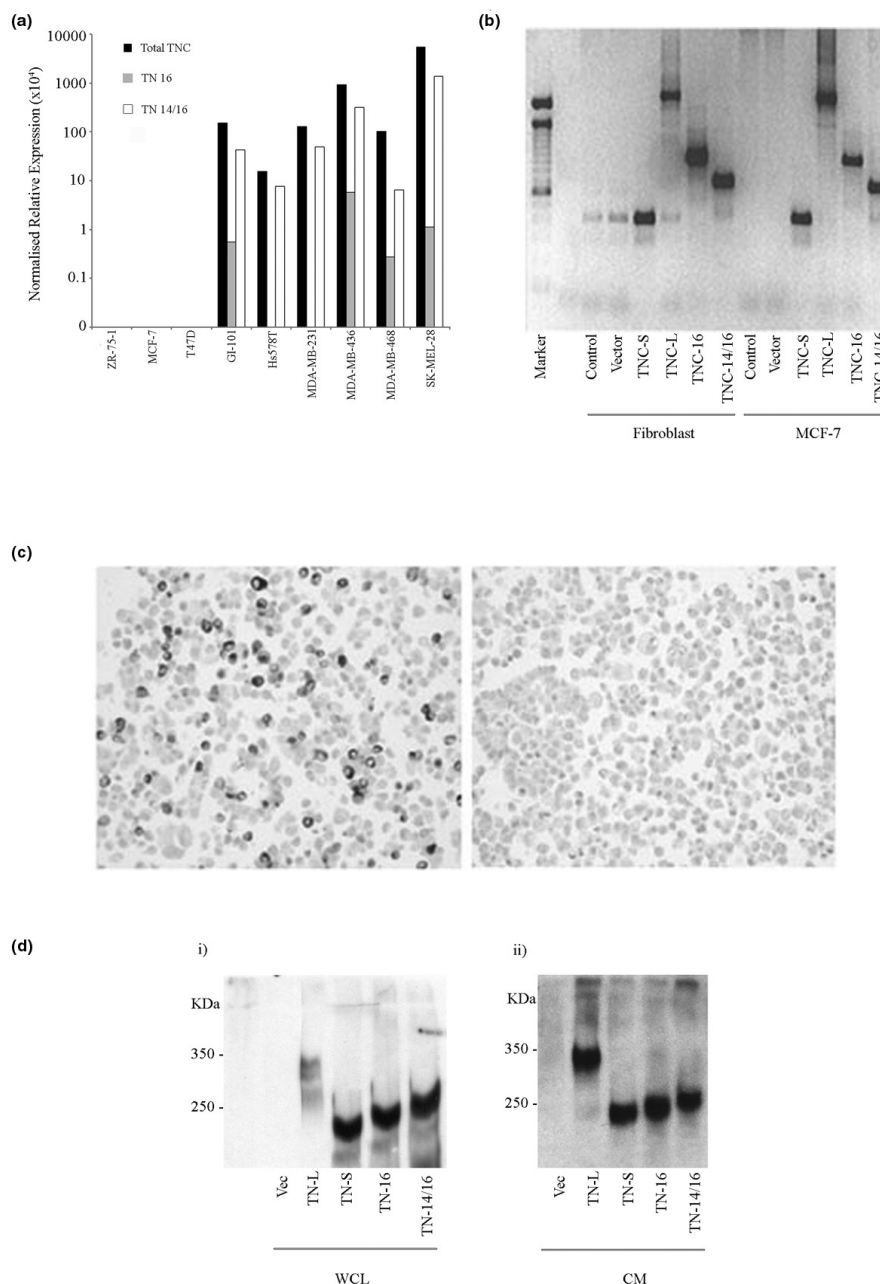 (a)
Normalised Relative Expression (x10⁴)
10000
1000
100
10
1
0.1
0
Total TNC
TN 16
TN 14/16
ZR-75-1
MCF-7
T47D
GI-101
Hs578T
MDA-MB-231
MDA-MB-436
MDA-MB-468
SK-MEL-28
(b)
Marker
Control
Vector
TNC-S
TNC-L
TNC-16
TNC-14/16
Control
Vector
TNC-S
TNC-L
TNC-16
TNC-14/16
Fibroblast
MCF-7
(c)
(d)
i)
KDa
350 -
250 -
Vec
TN-L
TN-S
TN-16
TN-14/16
WCL
ii)
KDa
350 -
250 -
Vec
TN-L
TN-S
TN-16
TN-14/16
CM